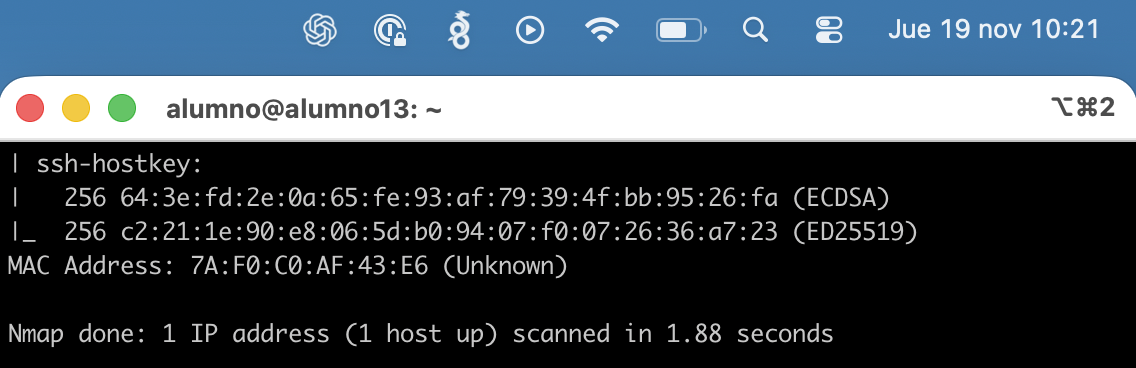 Jue 19 nov 10:21
alumno@alumno13: ~ ⌥⌘2
| ssh-hostkey:
|   256 64:3e:fd:2e:0a:65:fe:93:af:79:39:4f:bb:95:26:fa (ECDSA)
|_  256 c2:21:1e:90:e8:06:5d:b0:94:07:f0:07:26:36:a7:23 (ED25519)
MAC Address: 7A:F0:C0:AF:43:E6 (Unknown)
Nmap done: 1 IP address (1 host up) scanned in 1.88 seconds